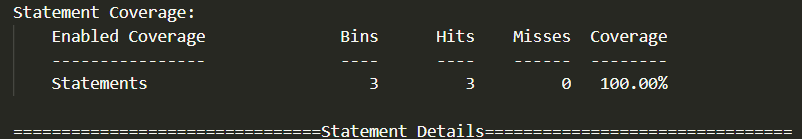 Statement Coverage:
    Enabled Coverage              Bins      Hits    Misses  Coverage
    ----------------              ----      ----    ------  --------
    Statements                       3         3         0   100.00%
================================Statement Details================================